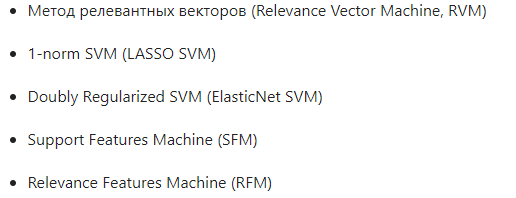 • Метод релевантных векторов (Relevance Vector Machine, RVM)
• 1-norm SVM (LASSO SVM)
• Doubly Regularized SVM (ElasticNet SVM)
• Support Features Machine (SFM)
• Relevance Features Machine (RFM)